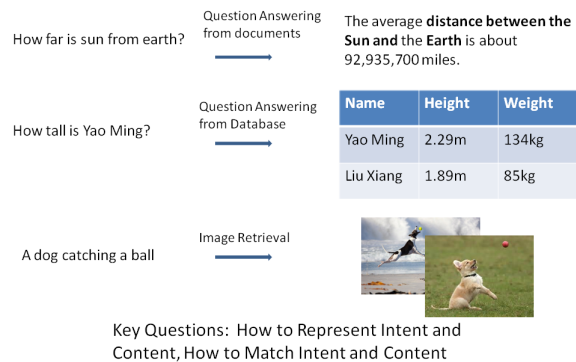 How far is sun from earth?
Question Answering
from documents
The average distance between the
Sun and the Earth is about
92,935,700 miles.
How tall is Yao Ming?
Question Answering
from Database
Name Height Weight
Yao Ming 2.29m 134kg
Liu Xiang 1.89m 85kg
A dog catching a ball
Image Retrieval
Key Questions: How to Represent Intent and
Content, How to Match Intent and Content